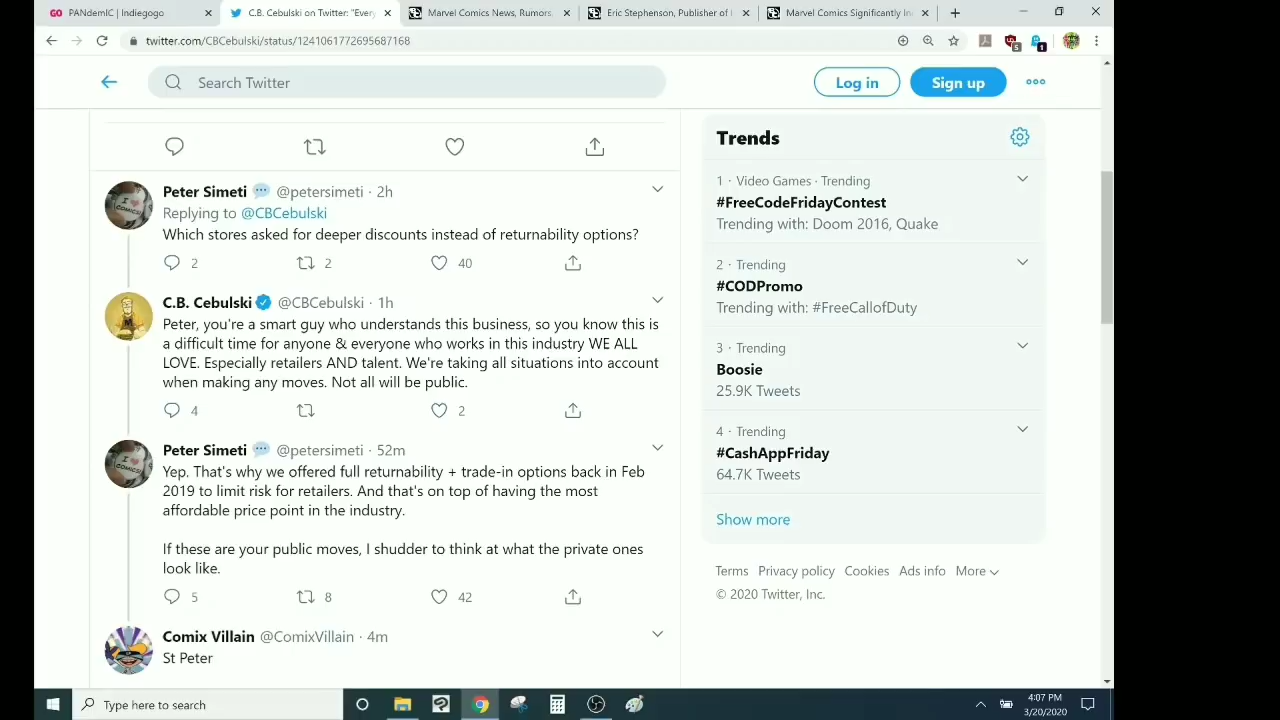 GO PANdemIC | Indiegogo
C.B. Cebulski on Twitter: "Every
Marvel Comics News, Rumors,
Eric Stephenson, Publisher of I
Marvel Comics Significantly In
twitter.com/CBCebulski/status/1241061772695687168
5
1
Search Twitter
Log in
Sign up
Peter Simeti @petersimeti · 2h
Replying to @CBCebulski
Which stores asked for deeper discounts instead of returnability options?
2 2 40
C.B. Cebulski @CBCebulski · 1h
Peter, you're a smart guy who understands this business, so you know this is
a difficult time for anyone & everyone who works in this industry WE ALL
LOVE. Especially retailers AND talent. We're taking all situations into account
when making any moves. Not all will be public.
4 2
Peter Simeti @petersimeti · 52m
Yep. That's why we offered full returnability + trade-in options back in Feb
2019 to limit risk for retailers. And that's on top of having the most
affordable price point in the industry.
If these are your public moves, I shudder to think at what the private ones
look like.
5 8 42
Comix Villain @ComixVillain · 4m
St Peter
Trends
1 · Video Games · Trending
#FreeCodeFridayContest
Trending with: Doom 2016, Quake
2 · Trending
#CODPromo
Trending with: #FreeCallofDuty
3 · Trending
Boosie
25.9K Tweets
4 · Trending
#CashAppFriday
64.7K Tweets
Show more
Terms Privacy policy Cookies Ads info More
© 2020 Twitter, Inc.
Type here to search
4:07 PM
3/20/2020